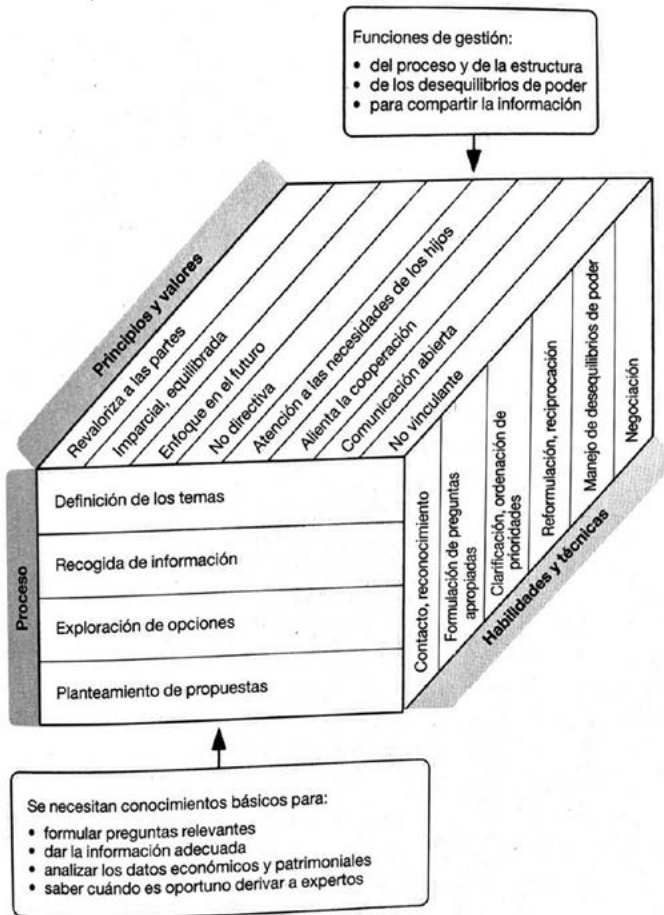 Funciones de gestión:
• del proceso y de la estructura
• de los desequilibrios de poder
• para compartir la información
Principios y valores
Revaloriza a las partes
Imparcial, equilibrada
Enfoque en el futuro
No directiva
Atención a las necesidades de los hijos
Alienta la cooperación
Comunicación abierta
No vinculante
Proceso
Definición de los temas
Recogida de información
Exploración de opciones
Planteamiento de propuestas
Contacto, reconocimiento
Formulación de preguntas
apropiadas
Clarificación, ordenación de
prioridades
Reformulación, reciprocación
Manejo de desequilibrios de poder
Negociación
Habilidades y técnicas
Se necesitan conocimientos básicos para:
• formular preguntas relevantes
• dar la información adecuada
• analizar los datos económicos y patrimoniales
• saber cuándo es oportuno derivar a expertos